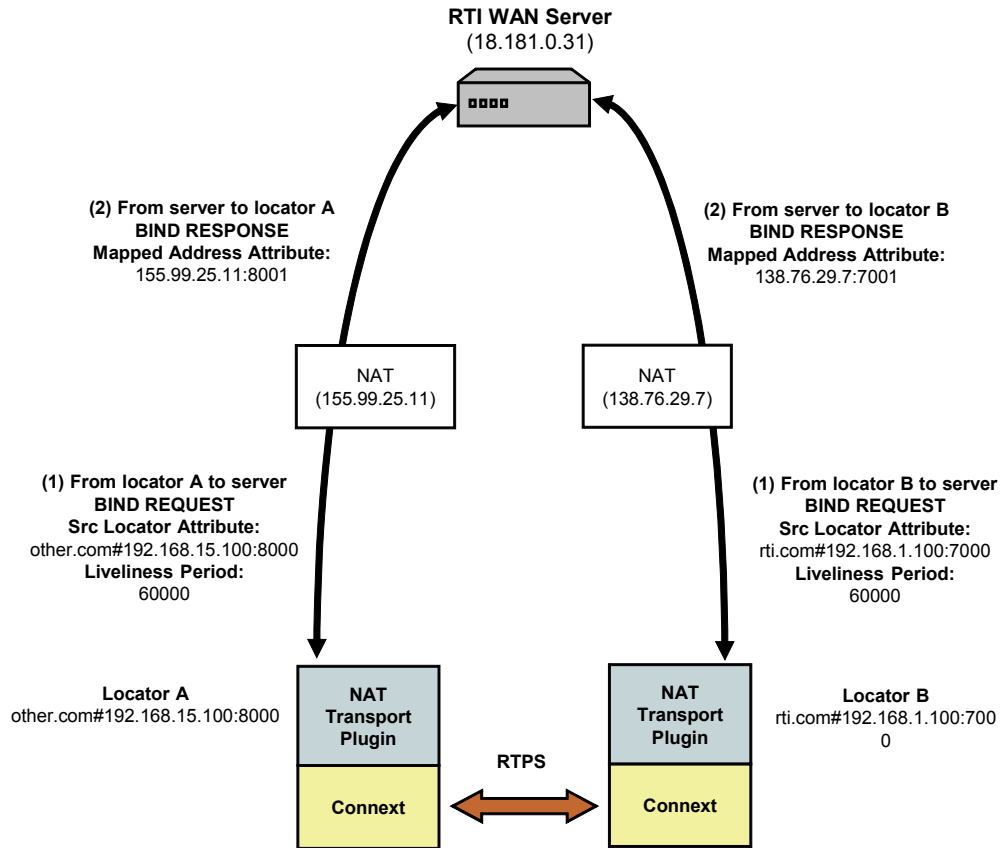 RTI WAN Server
(18.181.0.31)
(2) From server to locator A
BIND RESPONSE
Mapped Address Attribute:
155.99.25.11:8001
(2) From server to locator B
BIND RESPONSE
Mapped Address Attribute:
138.76.29.7:7001
NAT
(155.99.25.11)
NAT
(138.76.29.7)
(1) From locator A to server
BIND REQUEST
Src Locator Attribute:
other.com#192.168.15.100:8000
Liveliness Period:
60000
(1) From locator B to server
BIND REQUEST
Src Locator Attribute:
rti.com#192.168.1.100:7000
Liveliness Period:
60000
Locator A
other.com#192.168.15.100:8000
NAT
Transport
Plugin
Connext
RTPS
NAT
Transport
Plugin
Connext
Locator B
rti.com#192.168.1.100:700
0